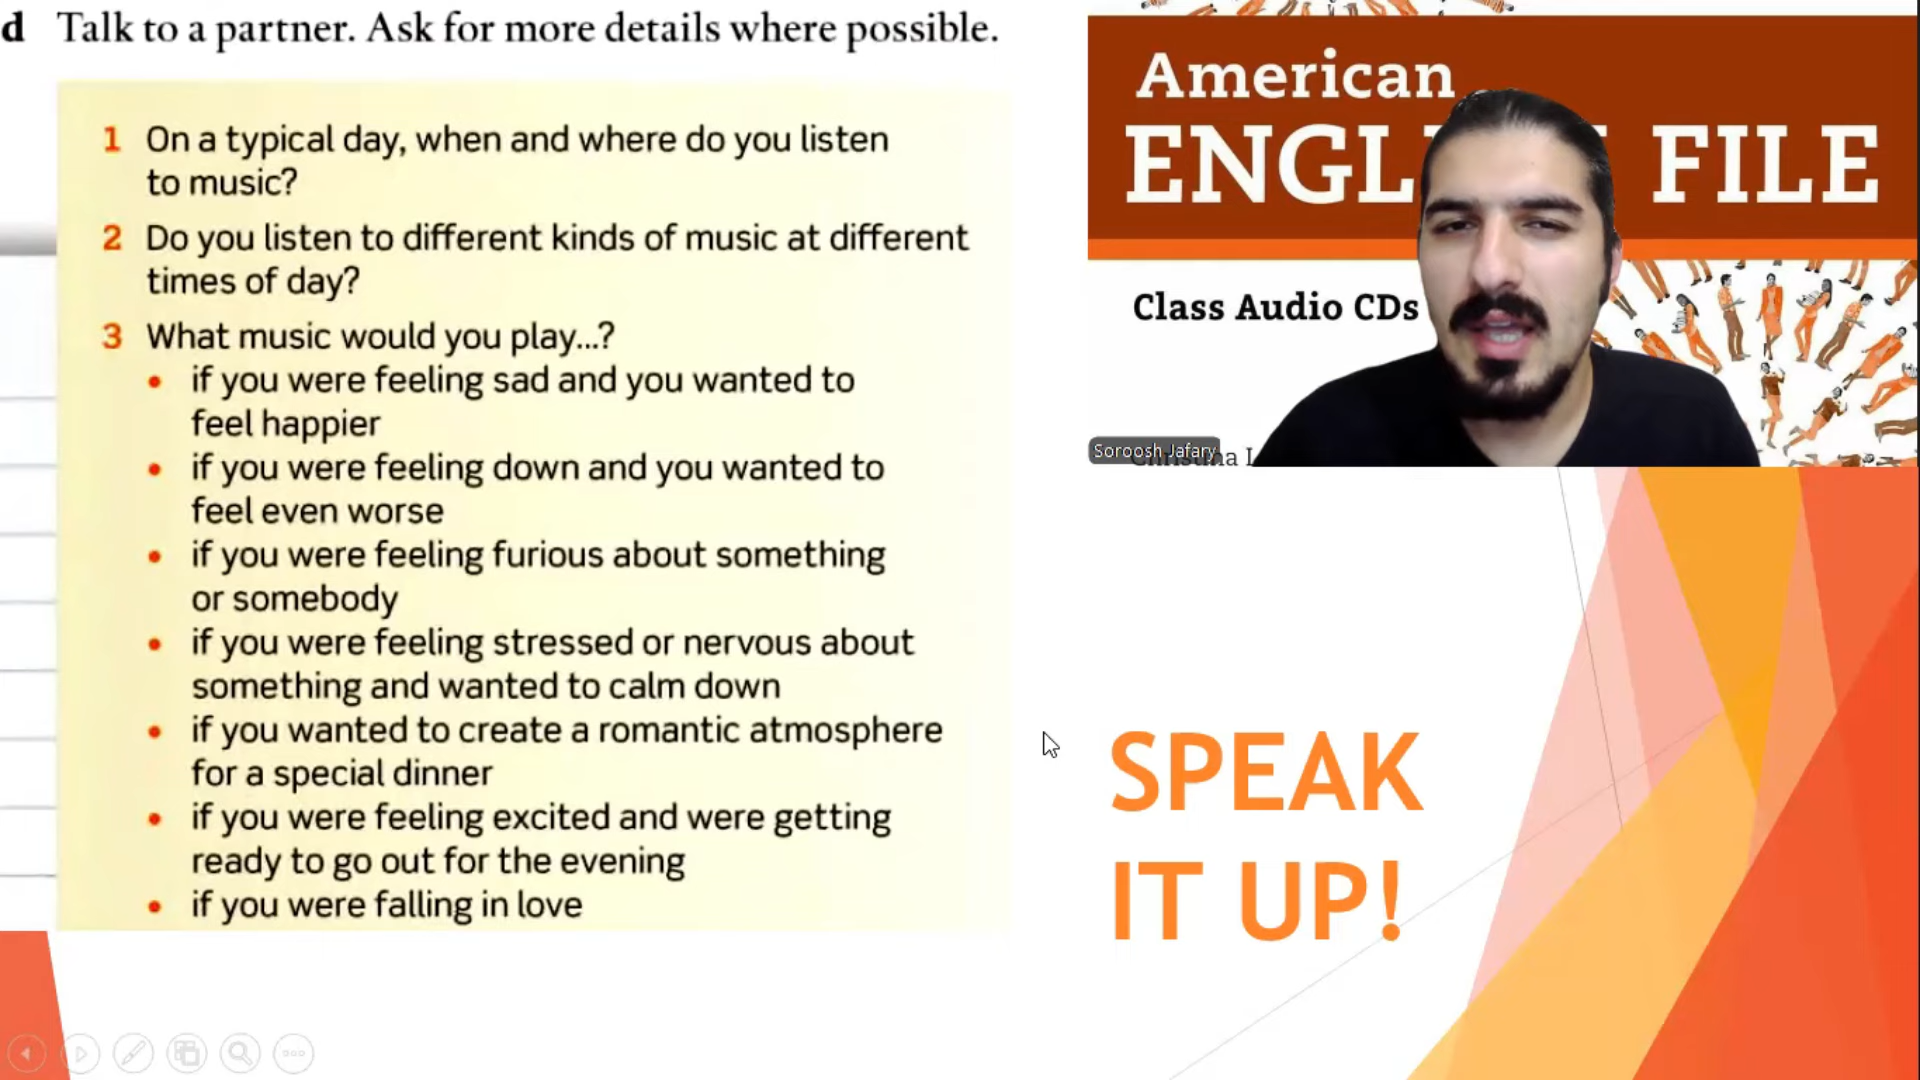 d Talk to a partner. Ask for more details where possible.
1 On a typical day, when and where do you listen
to music?
2 Do you listen to different kinds of music at different
times of day?
3 What music would you play...?
• if you were feeling sad and you wanted to
feel happier
• if you were feeling down and you wanted to
feel even worse
• if you were feeling furious about something
or somebody
• if you were feeling stressed or nervous about
something and wanted to calm down
• if you wanted to create a romantic atmosphere
for a special dinner
• if you were feeling excited and were getting
ready to go out for the evening
• if you were falling in love
American
ENGL FILE
Class Audio CDs
Soroosh Jafary
SPEAK
IT UP!